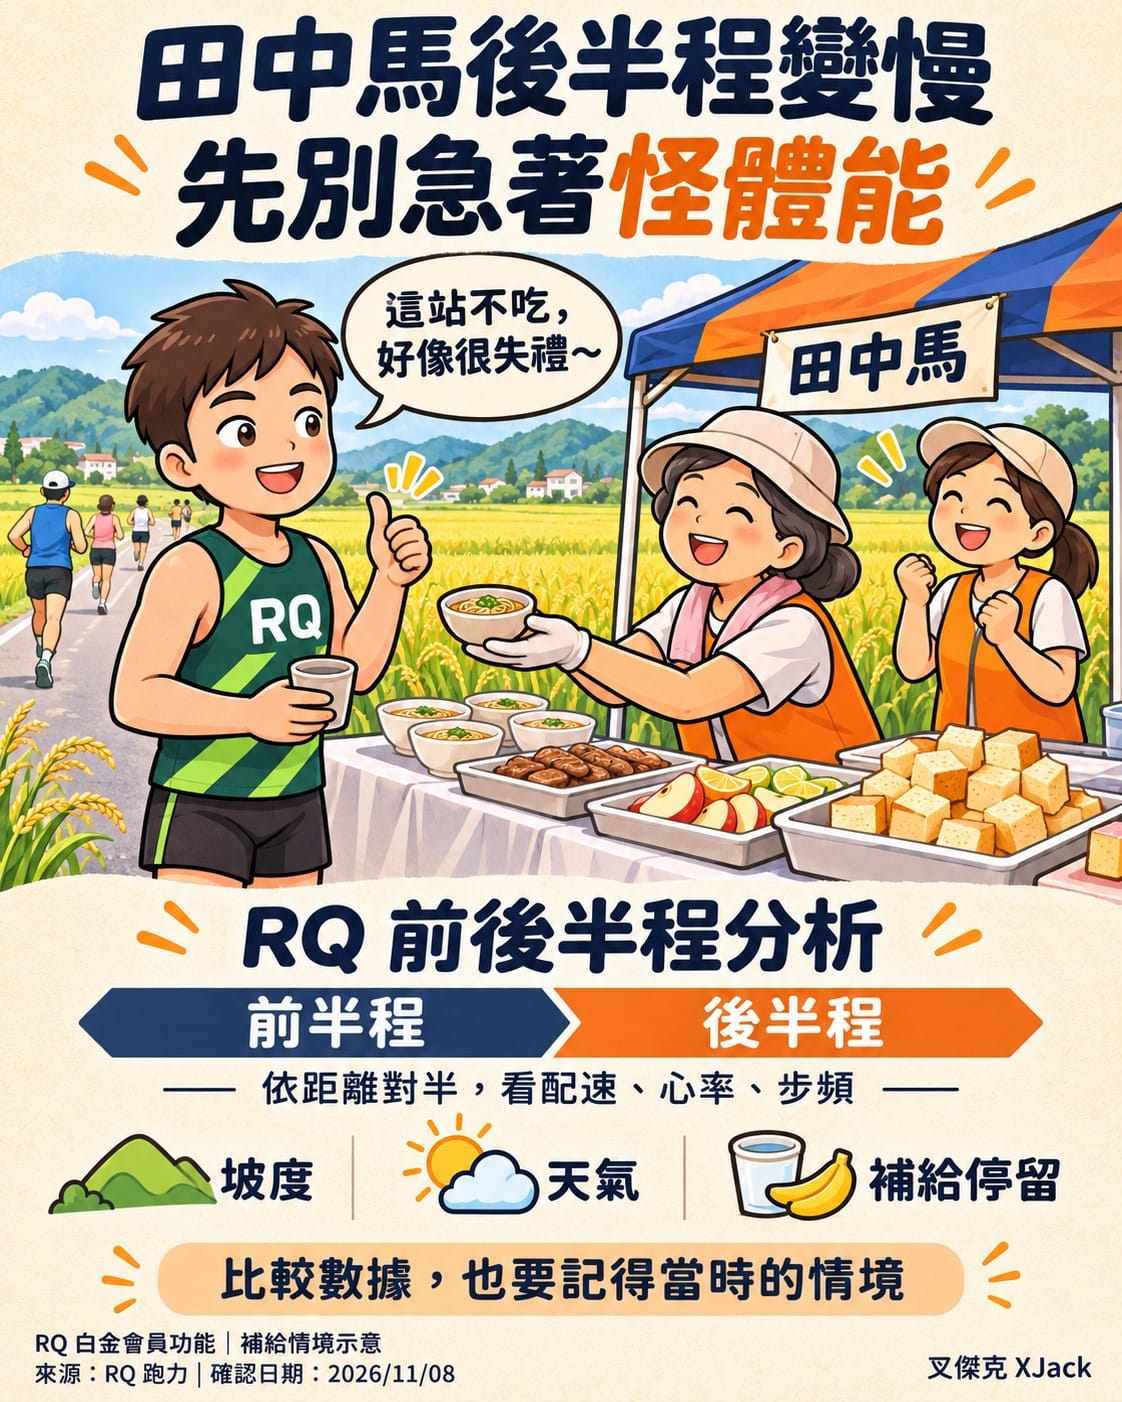 田中馬後半程變慢
先別急著怪體能
這站不吃，
好像很失禮～
田中馬
RQ
RQ 前後半程分析
前半程
後半程
依距離對半，看配速、心率、步頻
坡度
天氣
補給停留
比較數據，也要記得當時的情境
RQ 白金會員功能｜補給情境示意
來源：RQ 跑力｜確認日期：2026/11/08
叉傑克 XJack